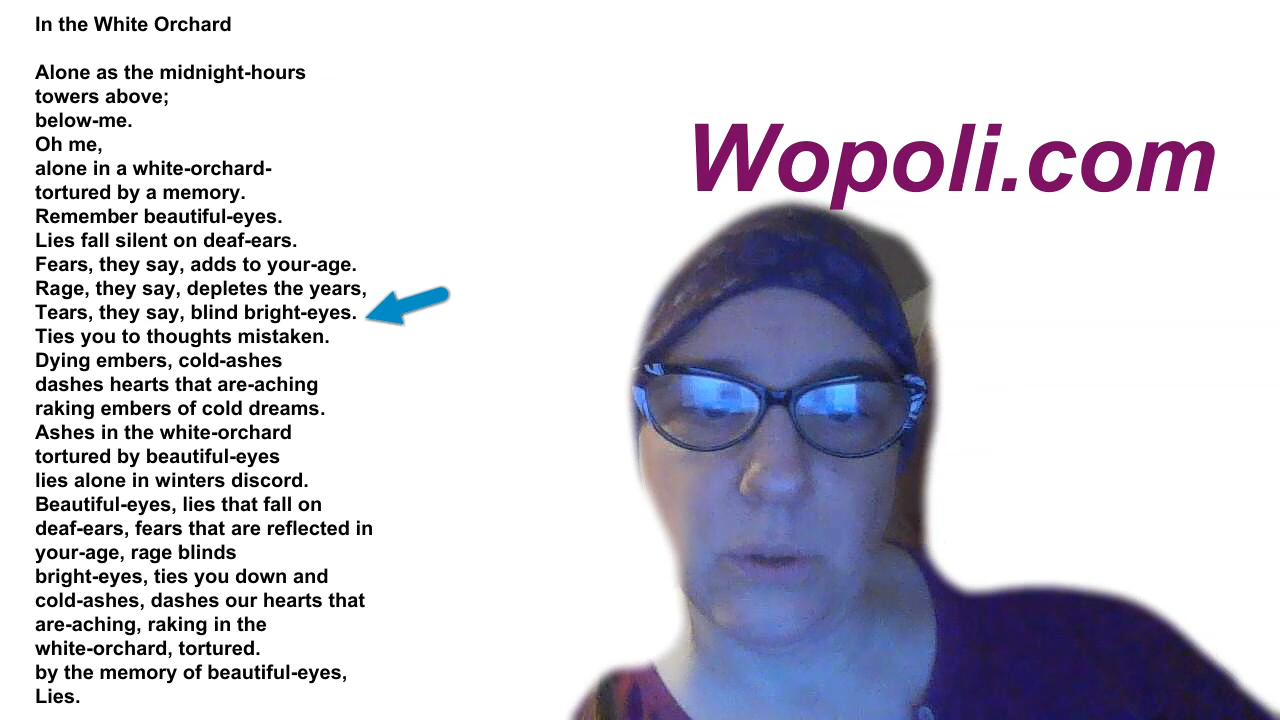 In the White Orchard
Alone as the midnight-hours
towers above;
below-me.
Oh me,
alone in a white-orchard-
tortured by a memory.
Remember beautiful-eyes.
Lies fall silent on deaf-ears.
Fears, they say, adds to your-age.
Rage, they say, depletes the years,
Tears, they say, blind bright-eyes.
Ties you to thoughts mistaken.
Dying embers, cold-ashes
dashes hearts that are-aching
raking embers of cold dreams.
Ashes in the white-orchard
tortured by beautiful-eyes
lies alone in winters discord.
Beautiful-eyes, lies that fall on
deaf-ears, fears that are reflected in
your-age, rage blinds
bright-eyes, ties you down and
cold-ashes, dashes our hearts that
are-aching, raking in the
white-orchard, tortured.
by the memory of beautiful-eyes,
Lies.
Wopoli.com